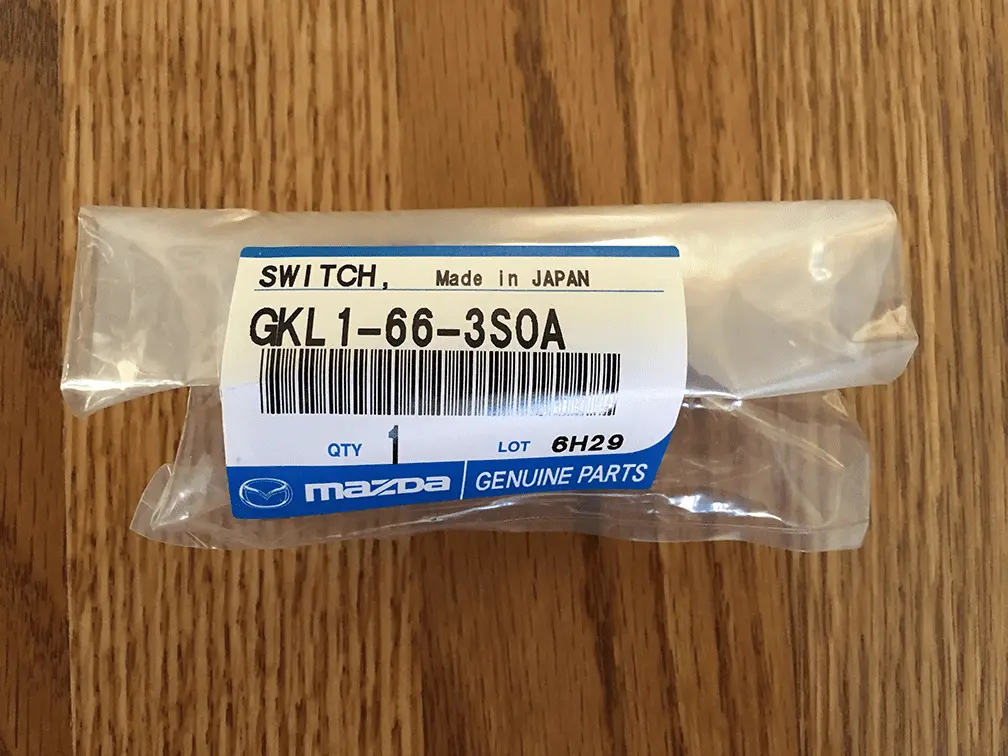 SWITCH, Made in JAPAN
GKL1-66-3S0A
QTY 1 LOT 6H29
mazda GENUINE PARTS